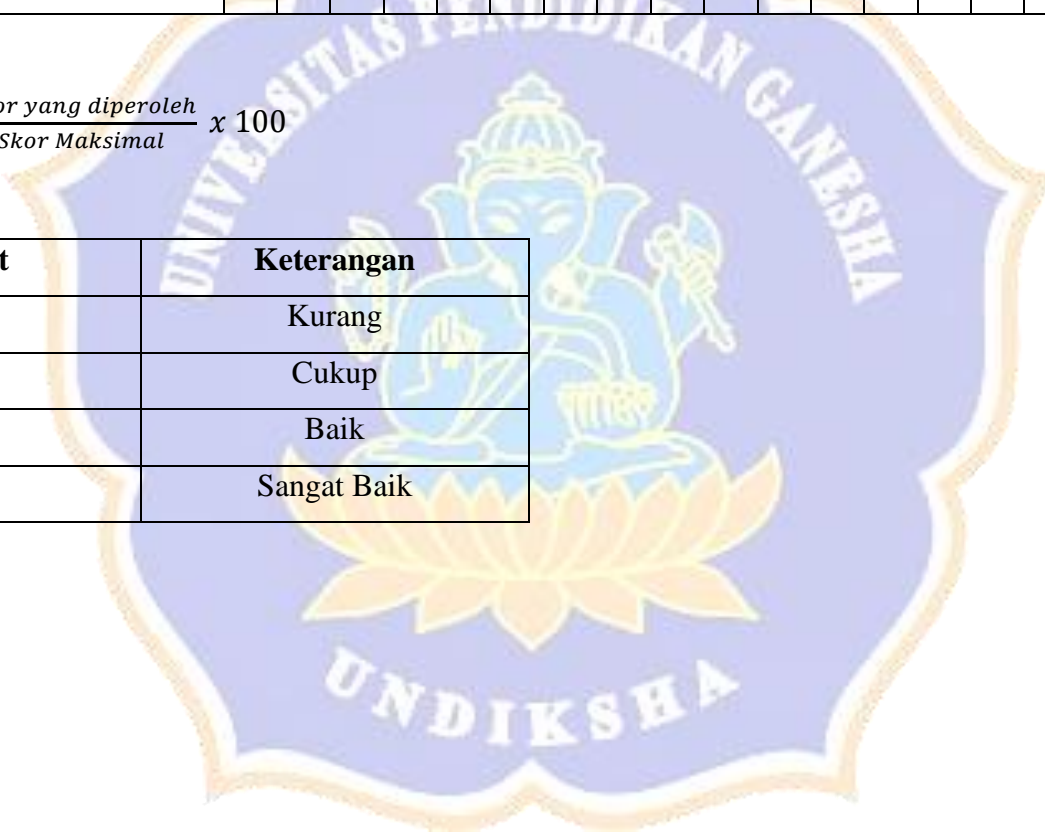 UNIVERSITAS PENDIDIKAN GANESHA
or yang diperoleh
Skor Maksimal
x 100
t Keterangan
Kurang
Cukup
Baik
Sangat Baik
UNDIKSHA